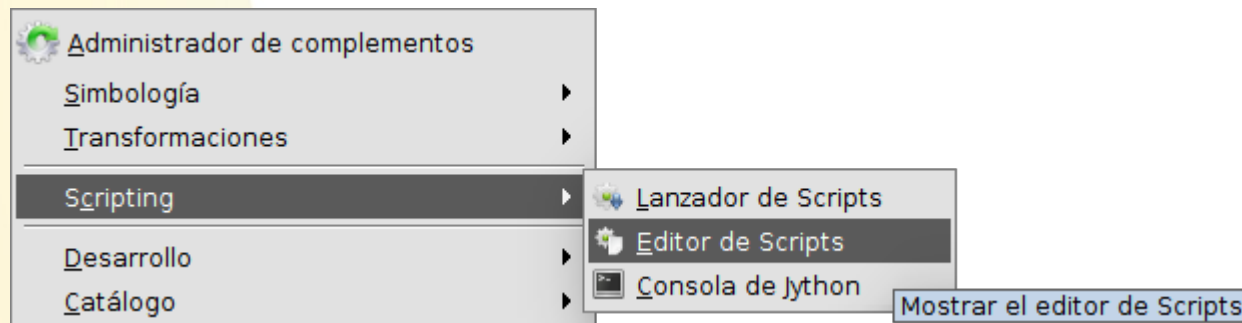 Administrador de complementos
Simbología
Transformaciones
Scripting
Lanzador de Scripts
Editor de Scripts
Consola de Jython
Mostrar el editor de Scripts
Desarrollo
Catálogo